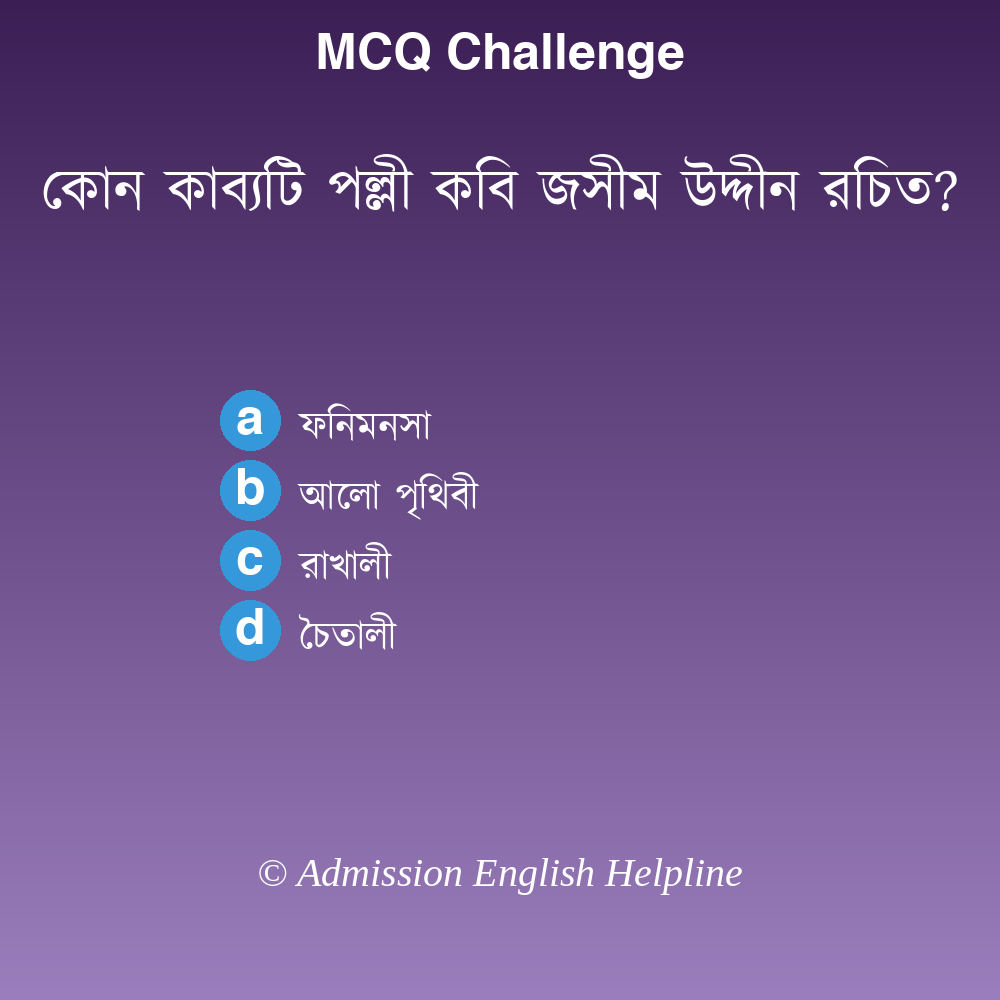 MCQ Challenge
কোন কাব্যটি পল্লী কবি জসীম উদ্দীন রচিত?
a ফনিমনসা
b আলো পৃথিবী
c রাখালী
d চৈতালী
© Admission English Helpline